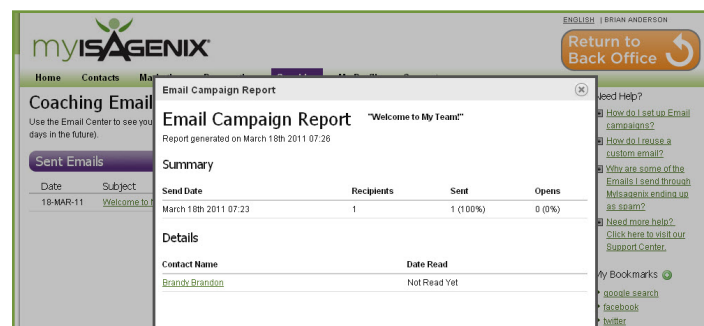 ENGLISH | BRIAN ANDERSON
myISAGENIX
Return to
Back Office
Home Contacts
Coaching Email
Use the Email Center to see you
days in the future).
Sent Emails
Date Subject
18-MAR-11 Welcome to
Email Campaign Report
Email Campaign Report "Welcome to My Team!"
Report generated on March 18th 2011 07:26
Summary
Send Date Recipients Sent Opens
March 18th 2011 07:23 1 1 (100%) 0 (0%)
Details
Contact Name Date Read
Brandy Brandon Not Read Yet
Need Help?
How do I set up Email
campaigns?
How do I reuse a
custom email?
Why are some of the
Emails I send through
MyIsagenix ending up
as spam?
Need more help?
Click here to visit our
Support Center.
My Bookmarks
google search
facebook
twitter